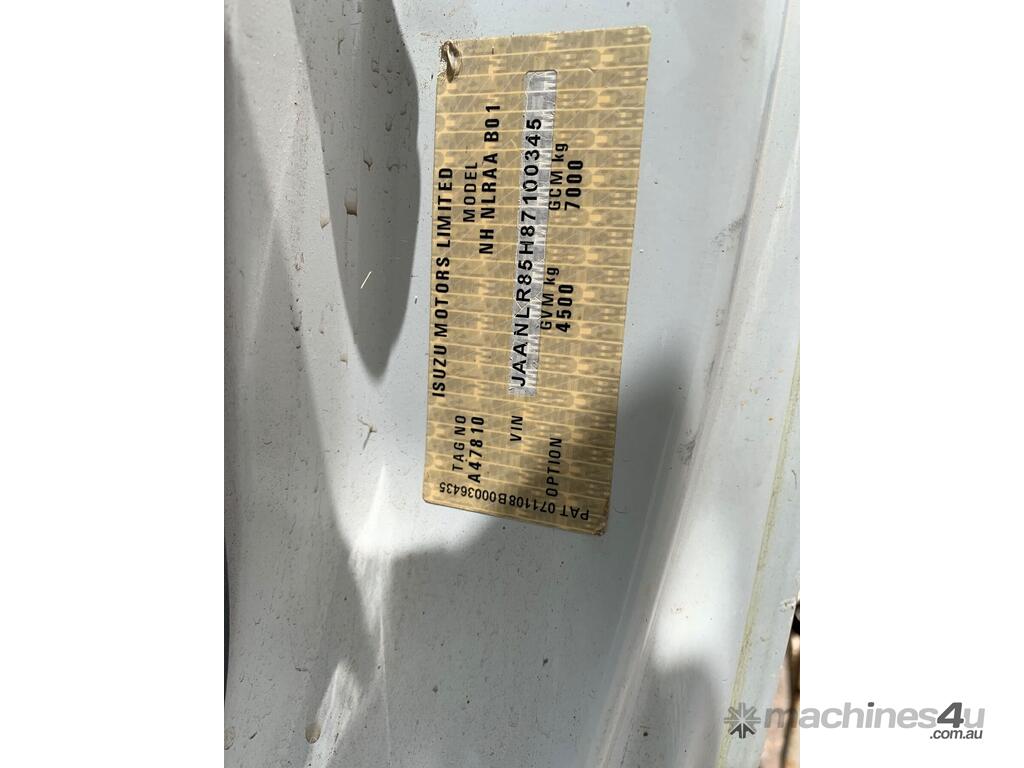 ISUZU MOTORS LIMITED
TAG NO MODEL
A47810 NH NLRAA B01
VIN JAANLR85H87100345
OPTION GVM kg GCM kg
4500 7000
PAT 071108B00036435
machines4u
.com.au